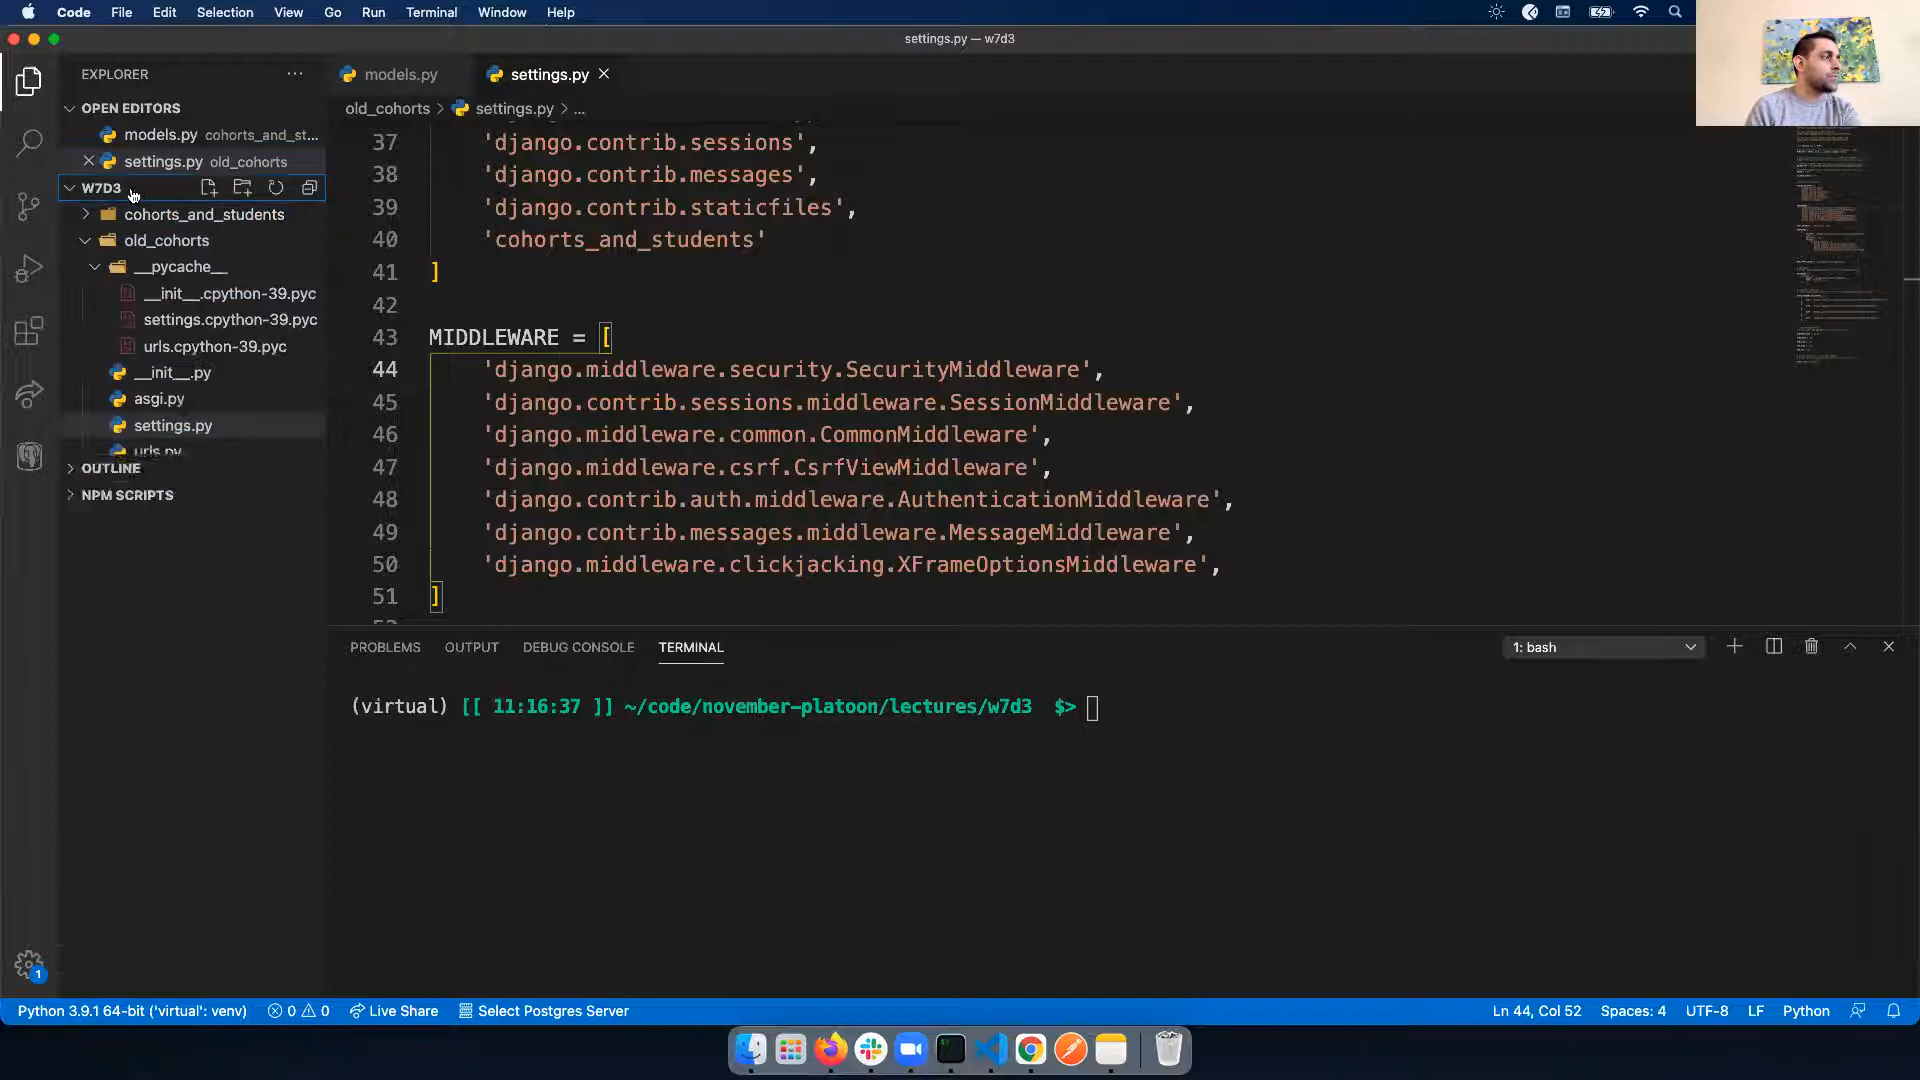 Code File Edit Selection View Go Run Terminal Window Help
settings.py — w7d3
EXPLORER
OPEN EDITORS
models.py cohorts_and_st...
settings.py old_cohorts
W7D3
cohorts_and_students
old_cohorts
__pycache__
__init__.cpython-39.pyc
settings.cpython-39.pyc
urls.cpython-39.pyc
__init__.py
asgi.py
settings.py
urls.py
OUTLINE
NPM SCRIPTS
models.py settings.py
old_cohorts > settings.py > ...
37 'django.contrib.sessions',
38 'django.contrib.messages',
39 'django.contrib.staticfiles',
40 'cohorts_and_students'
41 ]
42
43 MIDDLEWARE = [
44 'django.middleware.security.SecurityMiddleware',
45 'django.contrib.sessions.middleware.SessionMiddleware',
46 'django.middleware.common.CommonMiddleware',
47 'django.middleware.csrf.CsrfViewMiddleware',
48 'django.contrib.auth.middleware.AuthenticationMiddleware',
49 'django.contrib.messages.middleware.MessageMiddleware',
50 'django.middleware.clickjacking.XFrameOptionsMiddleware',
51 ]
PROBLEMS OUTPUT DEBUG CONSOLE TERMINAL
1: bash
(virtual) [[ 11:16:37 ]] ~/code/november-platoon/lectures/w7d3 $>
1
Python 3.9.1 64-bit ('virtual': venv) 0 0 Live Share Select Postgres Server
Ln 44, Col 52 Spaces: 4 UTF-8 LF Python